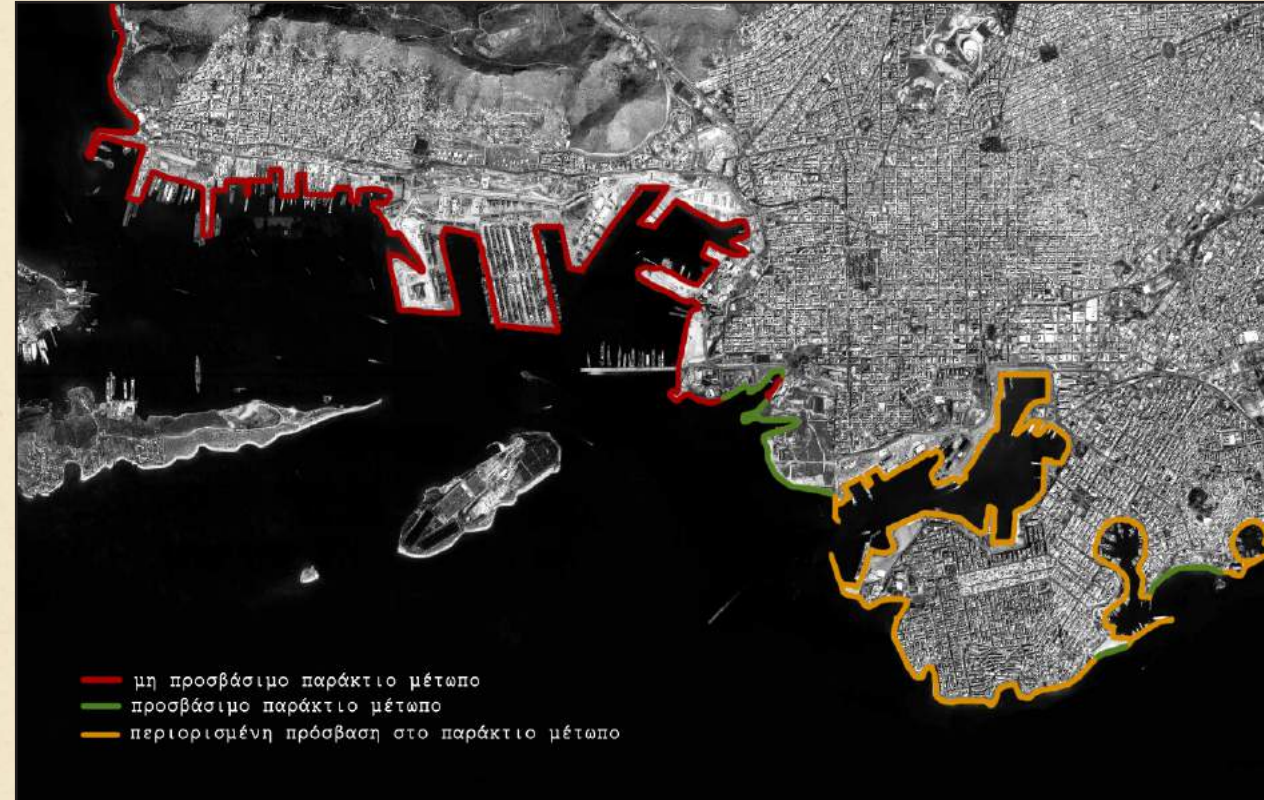 μη προσβάσιμο παράκτιο μέτωπο
προσβάσιμο παράκτιο μέτωπο
περιορισμένη πρόσβαση στο παράκτιο μέτωπο